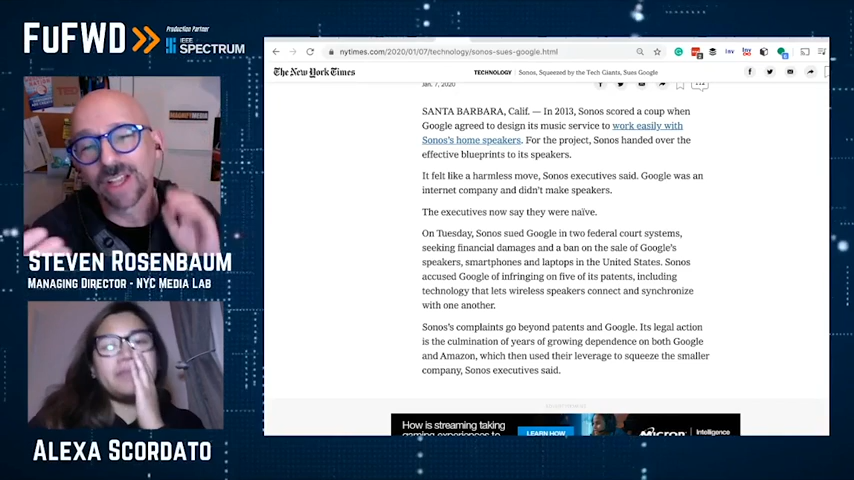 FuFWD
Production Partner
IEEE
SPECTRUM
STEVEN ROSENBAUM
MANAGING DIRECTOR - NYC MEDIA LAB
ALEXA SCORDATO
TED
MAGNIFYMEDIA
nytimes.com/2020/01/07/technology/sonos-sues-google.html
The New York Times
TECHNOLOGY | Sonos, Squeezed by the Tech Giants, Sues Google
Jan. 7, 2020
SANTA BARBARA, Calif. — In 2013, Sonos scored a coup when
Google agreed to design its music service to work easily with
Sonos's home speakers. For the project, Sonos handed over the
effective blueprints to its speakers.
It felt like a harmless move, Sonos executives said. Google was an
internet company and didn't make speakers.
The executives now say they were naïve.
On Tuesday, Sonos sued Google in two federal court systems,
seeking financial damages and a ban on the sale of Google's
speakers, smartphones and laptops in the United States. Sonos
accused Google of infringing on five of its patents, including
technology that lets wireless speakers connect and synchronize
with one another.
Sonos's complaints go beyond patents and Google. Its legal action
is the culmination of years of growing dependence on both Google
and Amazon, which then used their leverage to squeeze the smaller
company, Sonos executives said.
ADVERTISEMENT
How is streaming taking
gaming experiences to
LEARN HOW
Intelligence